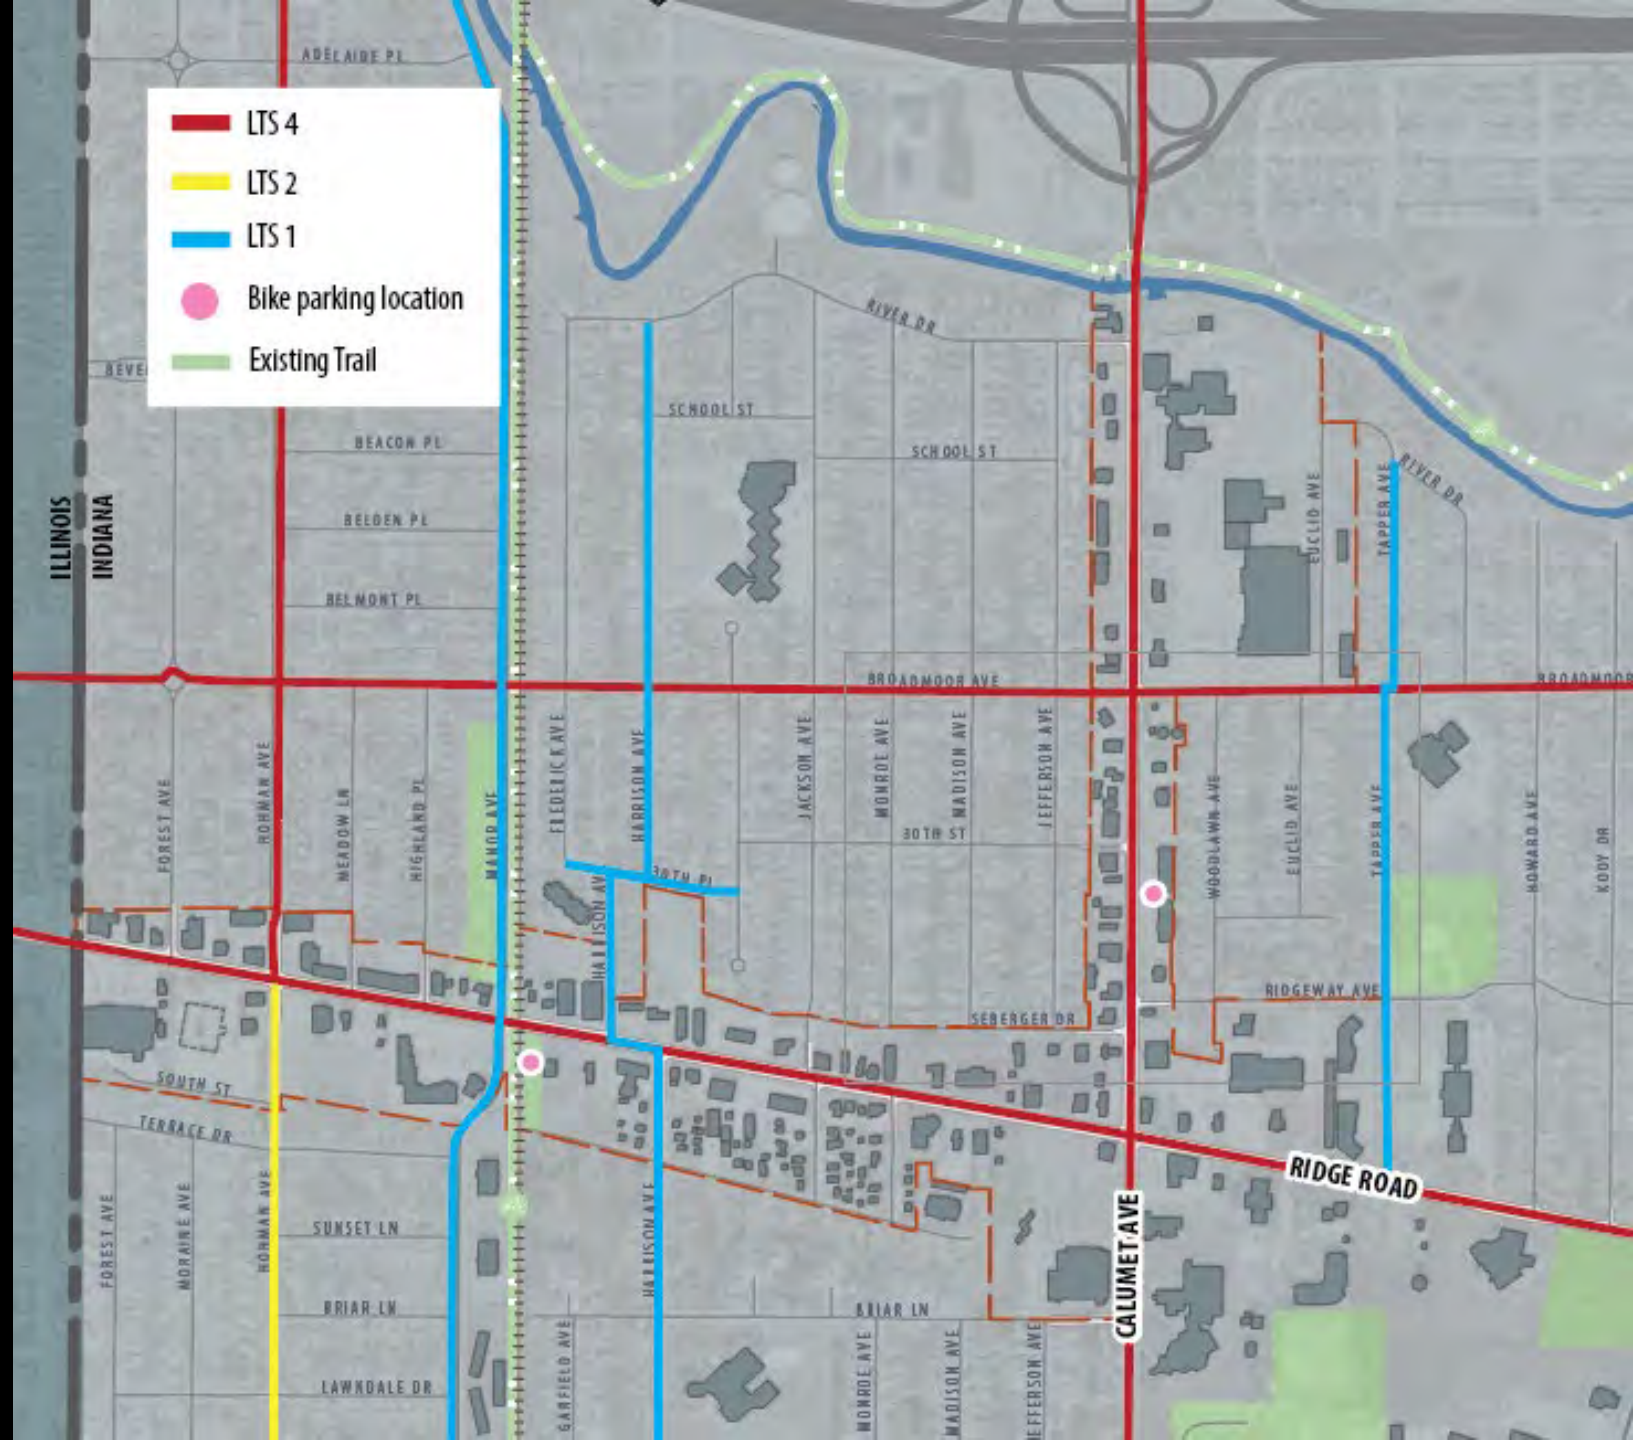 ADELAIDE PL
LTS 4
LTS 2
LTS 1
Bike parking location
Existing Trail
RIVER DR
SCHOOL ST
SCHOOL ST
BEACON PL
BELDEN PL
BELMONT PL
ILLINOIS
INDIANA
EUCLID AVE
TAPPER AVE
RIVER DR
BROADMOOR AVE
BROADMOOR
FOREST AVE
HOHMAN AVE
MEADOW LN
HIGHLAND PL
MANOR AVE
FREDERICK AVE
HARRISON AVE
JACKSON AVE
MONROE AVE
MADISON AVE
JEFFERSON AVE
30TH ST
WOODLAWN AVE
EUCLID AVE
TAPPER AVE
HOWARD AVE
KOOY DR
30TH PL
HARRISON AV
RIDGEWAY AVE
SEBERGER DR
SOUTH ST
TERRACE DR
RIDGE ROAD
CALUMET AVE
FOREST AVE
MORAINE AVE
HOHMAN AVE
SUNSET LN
HARRISON AVE
BRIAR LN
BRIAR LN
LAWNDALE DR
GARFIELD AVE
MONROE AVE
MADISON AVE
JEFFERSON AVE